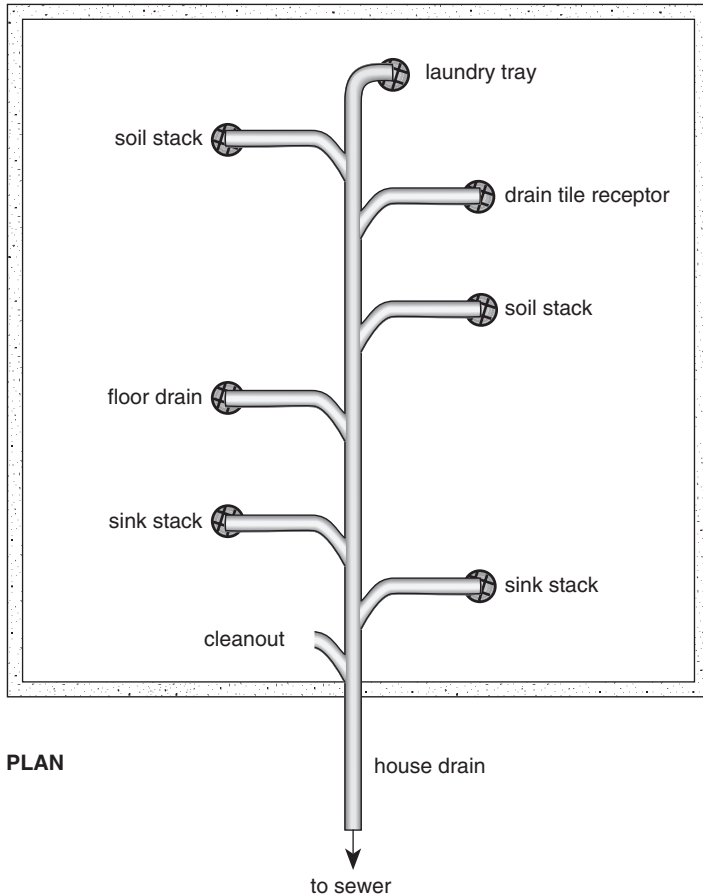 laundry tray
soil stack
drain tile receptor
soil stack
floor drain
sink stack
sink stack
cleanout
PLAN
house drain
to sewer